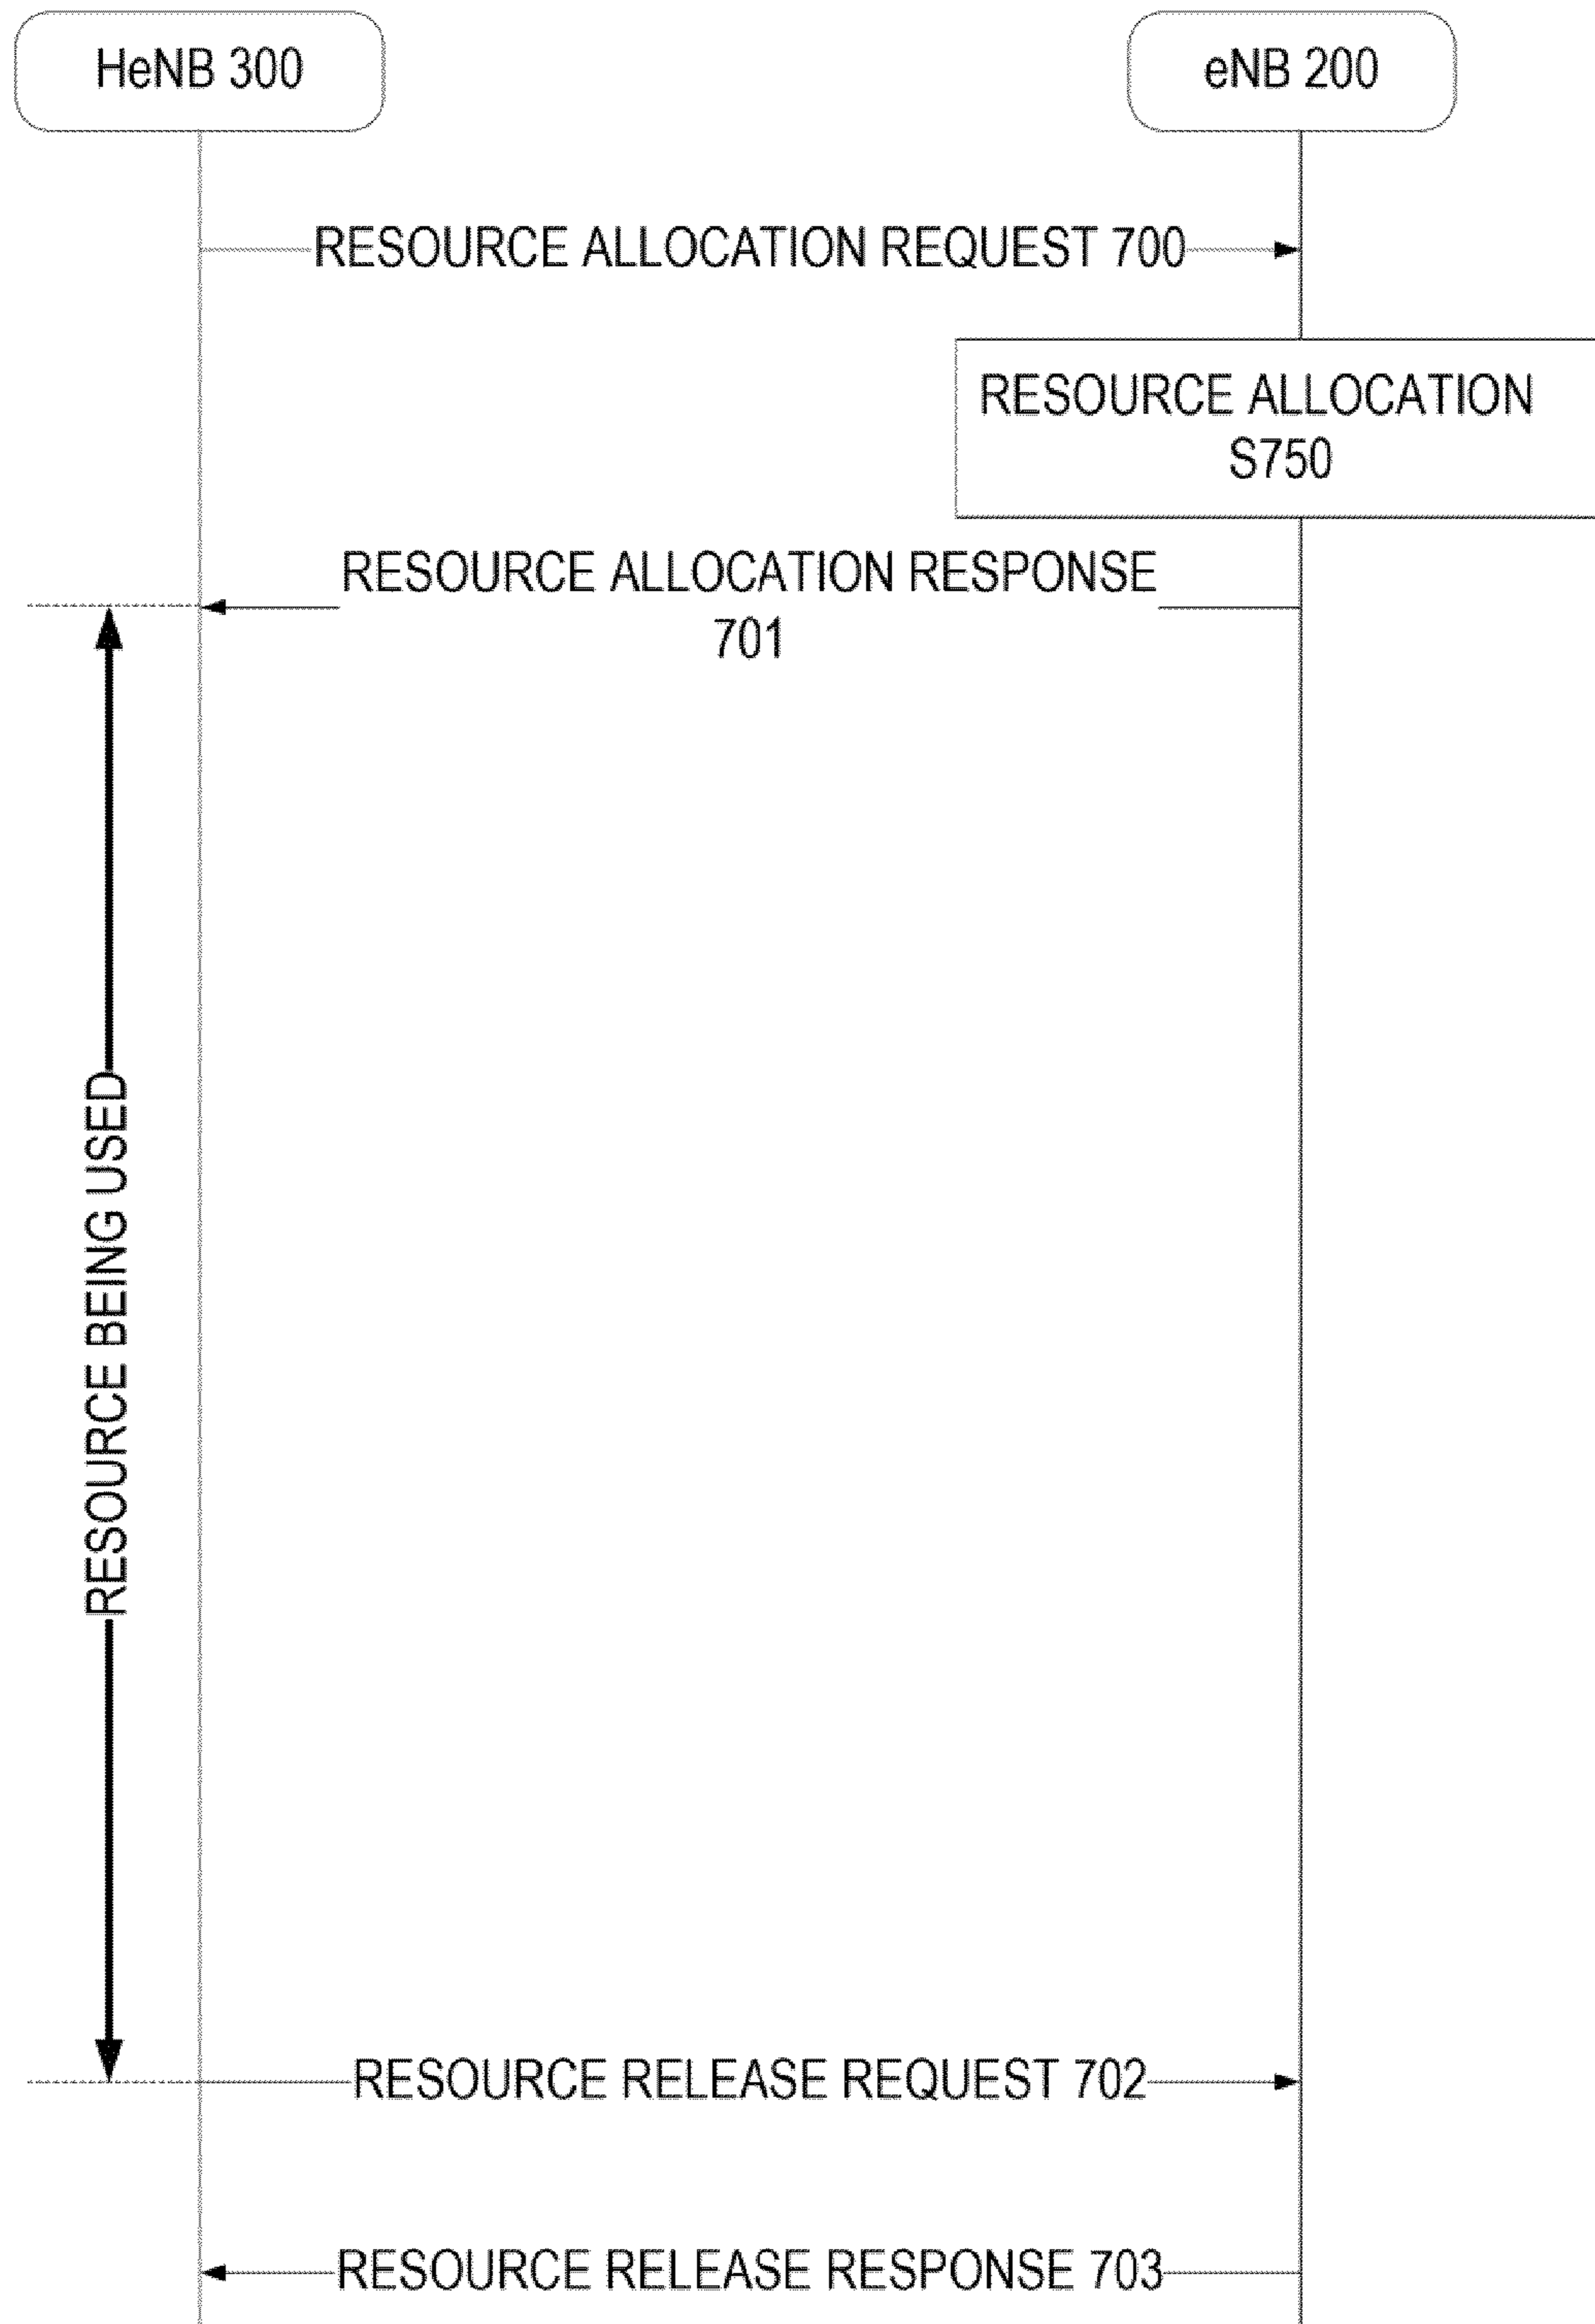 HeNB 300
eNB 200
RESOURCE ALLOCATION REQUEST 700
RESOURCE ALLOCATION
S750
RESOURCE ALLOCATION RESPONSE
701
RESOURCE BEING USED
RESOURCE RELEASE REQUEST 702
RESOURCE RELEASE RESPONSE 703